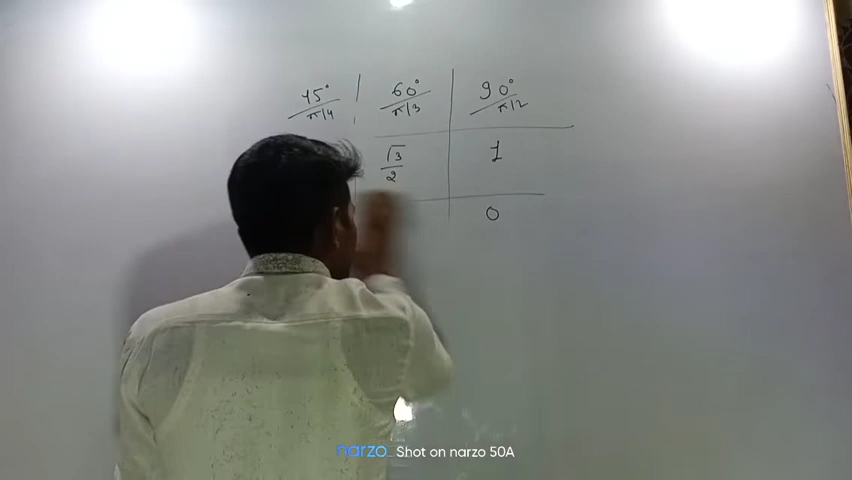 45° 60° 90°
π/4 π/3 π/2
√3/2 1
0
narzo Shot on narzo 50A